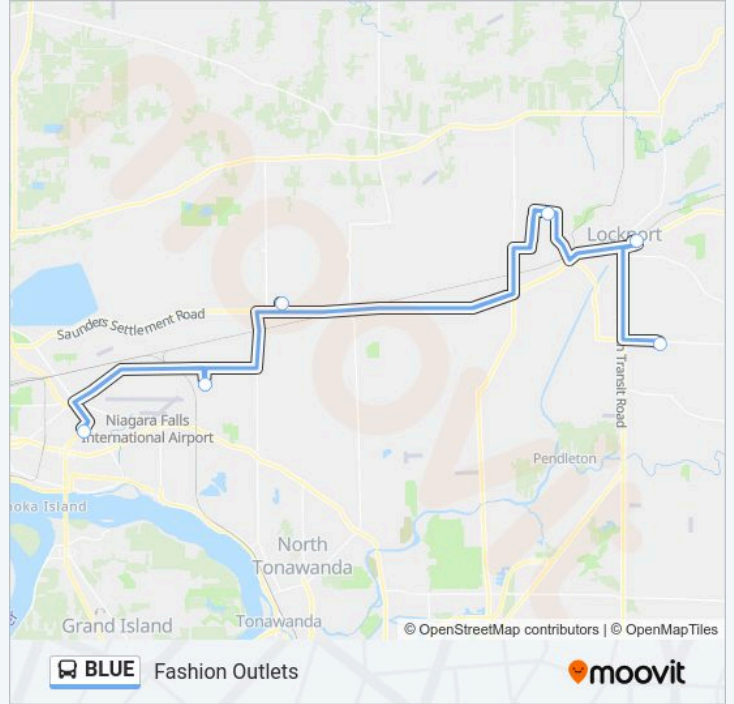 moovit
Lockport
Saunders Settlement Road
n Transit Road
Niagara Falls
International Airport
Pendleton
oka Island
North
Tonawanda
Tonawanda
Grand Island
© OpenStreetMap contributors | © OpenMapTiles
BLUE
Fashion Outlets
moovit